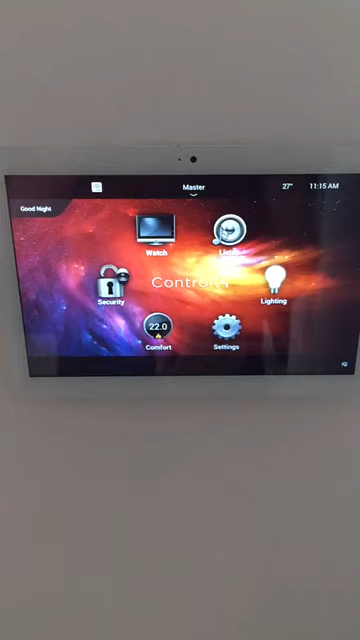 Master
27°
11:15 AM
Good Night
Watch
Listen
Security
Control4
Lighting
22.0
Comfort
Settings